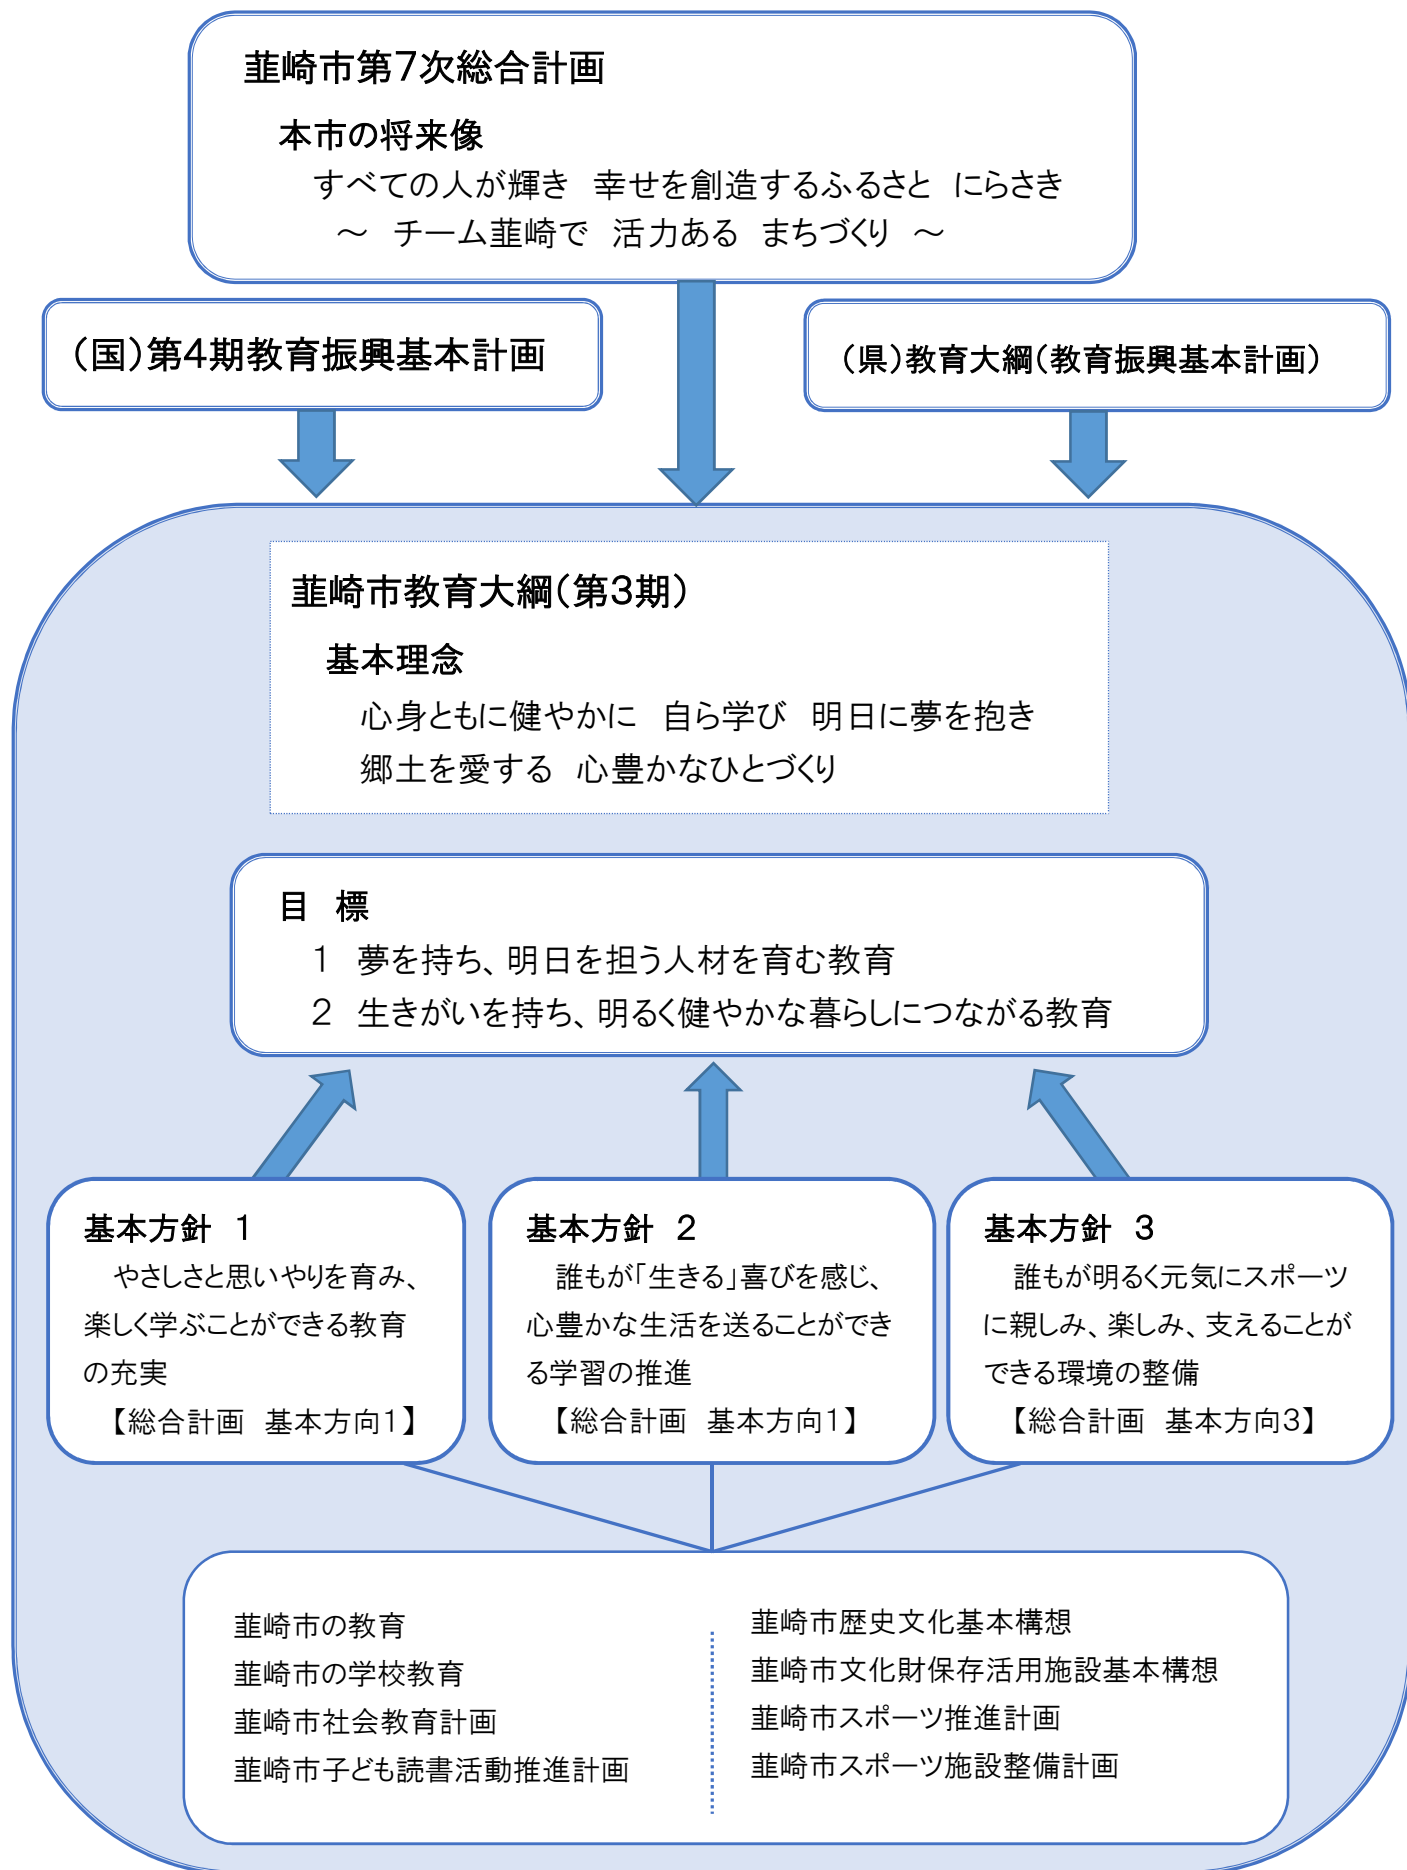 韮崎市第7次総合計画
本市の将来像
すべての人が輝き　幸せを創造するふるさと　にらさき
～　チーム韮崎で　活力ある　まちづくり　～
（国）第4期教育振興基本計画
（県）教育大綱（教育振興基本計画）
韮崎市教育大綱（第3期）
基本理念
心身ともに健やかに　自ら学び　明日に夢を抱き
郷土を愛する　心豊かなひとづくり
目　標
1　夢を持ち、明日を担う人材を育む教育
2　生きがいを持ち、明るく健やかな暮らしにつながる教育
基本方針　1
やさしさと思いやりを育み、
楽しく学ぶことができる教育
の充実
【総合計画　基本方向1】
基本方針　2
誰もが「生きる」喜びを感じ、
心豊かな生活を送ることができ
る学習の推進
【総合計画　基本方向1】
基本方針　3
誰もが明るく元気にスポーツ
に親しみ、楽しみ、支えることが
できる環境の整備
【総合計画　基本方向3】
韮崎市の教育
韮崎市の学校教育
韮崎市社会教育計画
韮崎市子ども読書活動推進計画
韮崎市歴史文化基本構想
韮崎市文化財保存活用施設基本構想
韮崎市スポーツ推進計画
韮崎市スポーツ施設整備計画